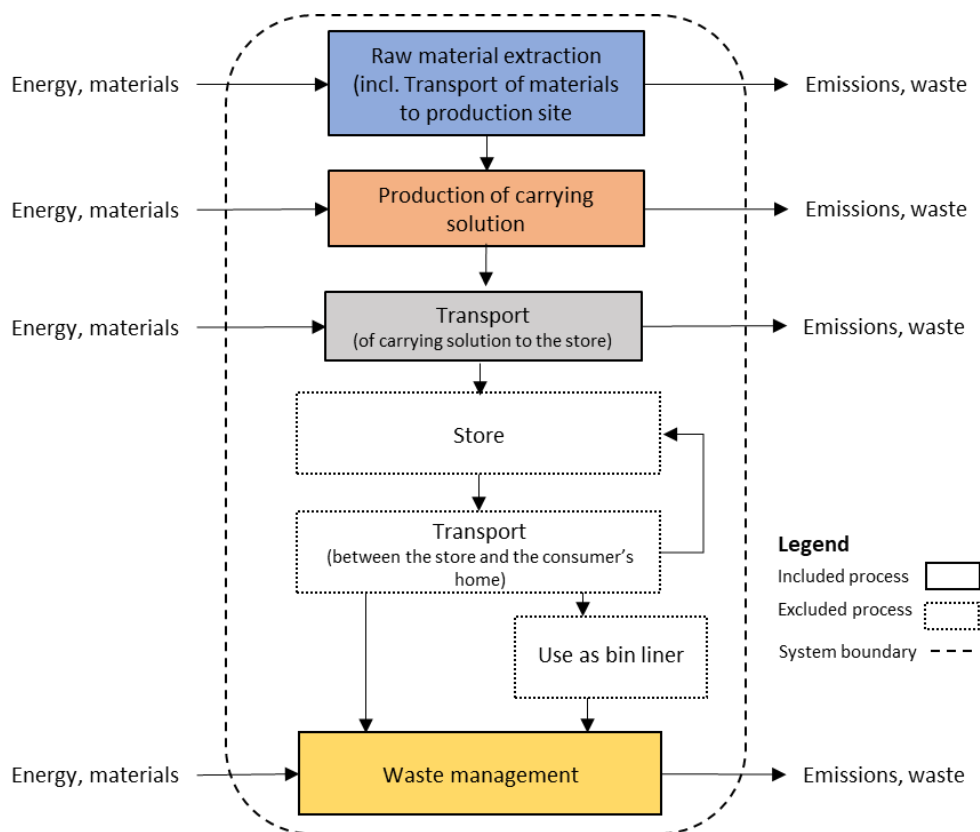 Raw material extraction
(incl. Transport of materials
to production site
Energy, materials
Emissions, waste
Production of carrying
solution
Energy, materials
Emissions, waste
Transport
(of carrying solution to the store)
Energy, materials
Emissions, waste
Store
Transport
(between the store and the consumer's
home)
Legend
Included process
Excluded process
System boundary
Use as bin liner
Energy, materials
Waste management
Emissions, waste